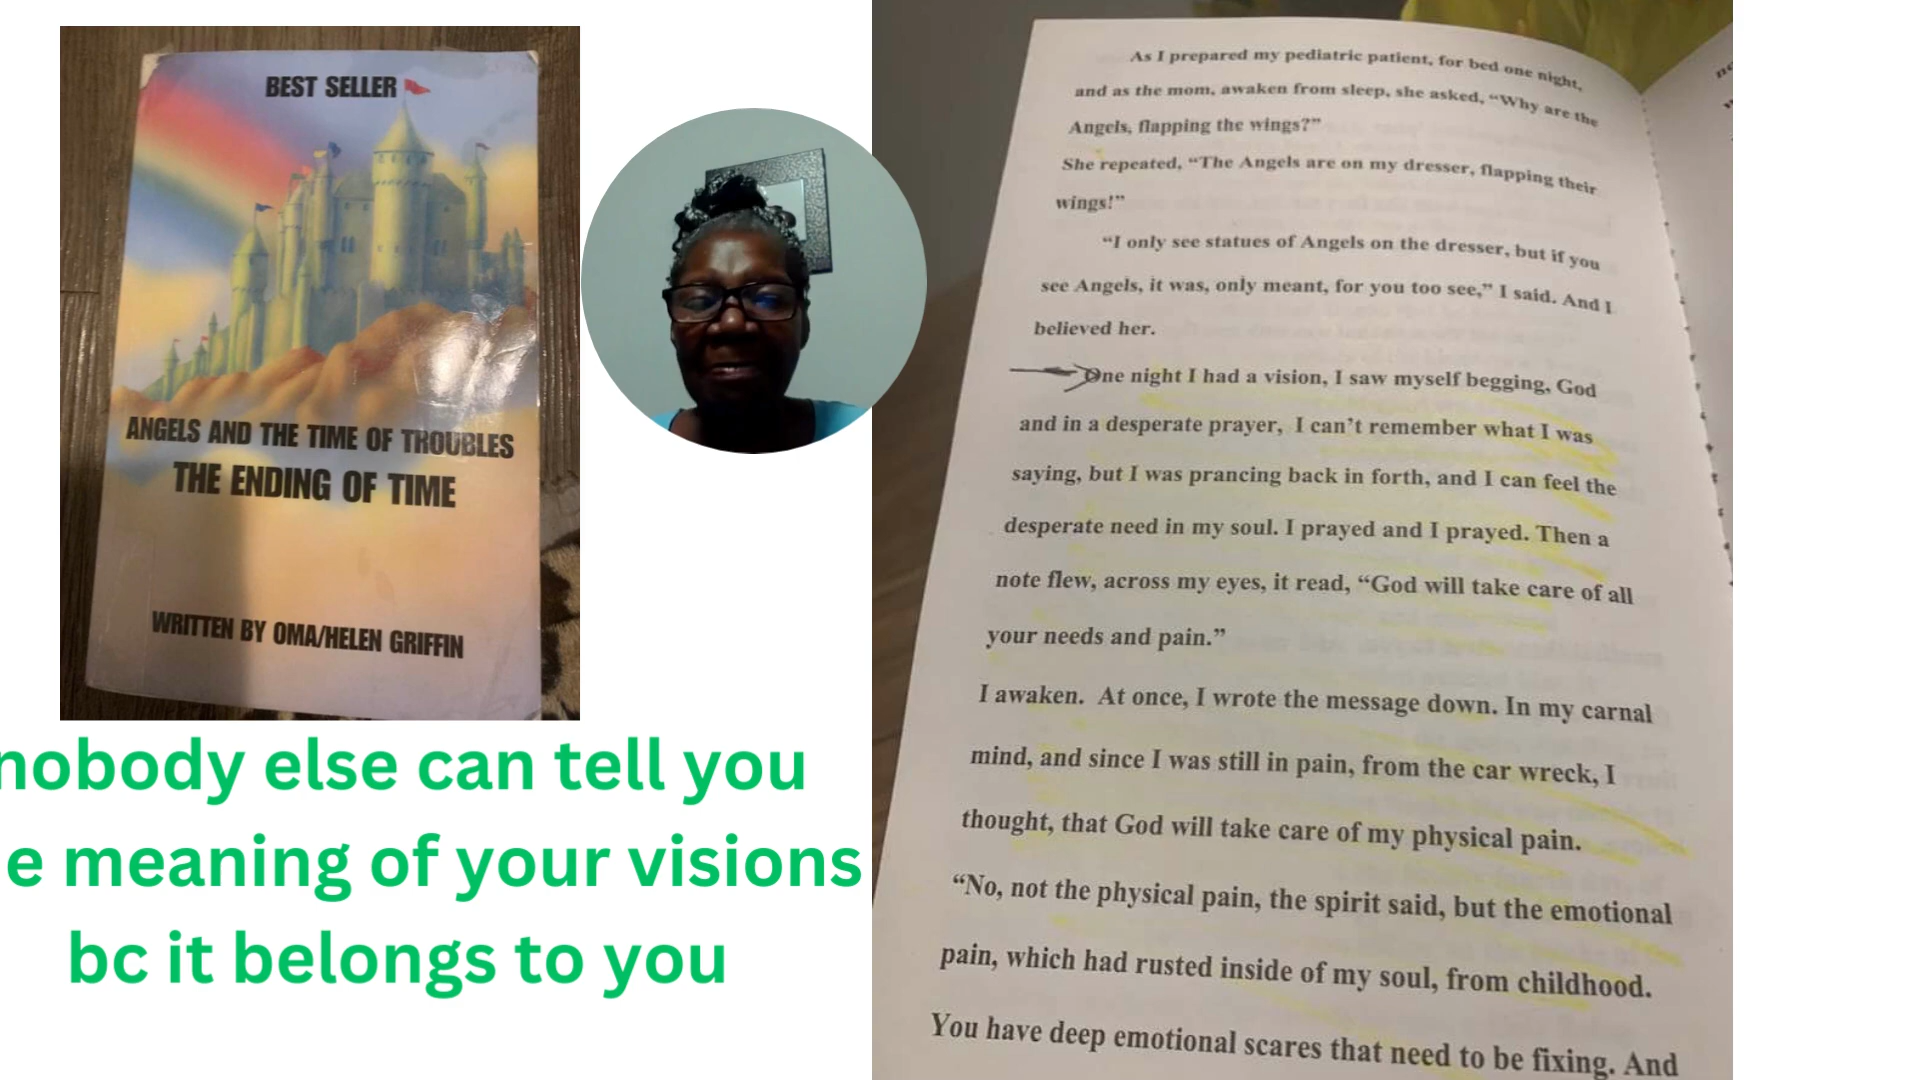 BEST SELLER
ANGELS AND THE TIME OF TROUBLES
THE ENDING OF TIME
WRITTEN BY OMA/HELEN GRIFFIN
nobody else can tell you
e meaning of your visions
bc it belongs to you
As I prepared my pediatric patient, for bed one night,
and as the mom, awaken from sleep, she asked, “Why are the
Angels, flapping the wings?”
She repeated, “The Angels are on my dresser, flapping their
wings!”
“I only see statues of Angels on the dresser, but if you
see Angels, it was, only meant, for you too see,” I said. And I
believed her.
One night I had a vision, I saw myself begging, God
and in a desperate prayer, I can’t remember what I was
saying, but I was prancing back in forth, and I can feel the
desperate need in my soul. I prayed and I prayed. Then a
note flew, across my eyes, it read, “God will take care of all
your needs and pain.”
I awaken. At once, I wrote the message down. In my carnal
mind, and since I was still in pain, from the car wreck, I
thought, that God will take care of my physical pain.
“No, not the physical pain, the spirit said, but the emotional
pain, which had rusted inside of my soul, from childhood.
You have deep emotional scares that need to be fixing. And